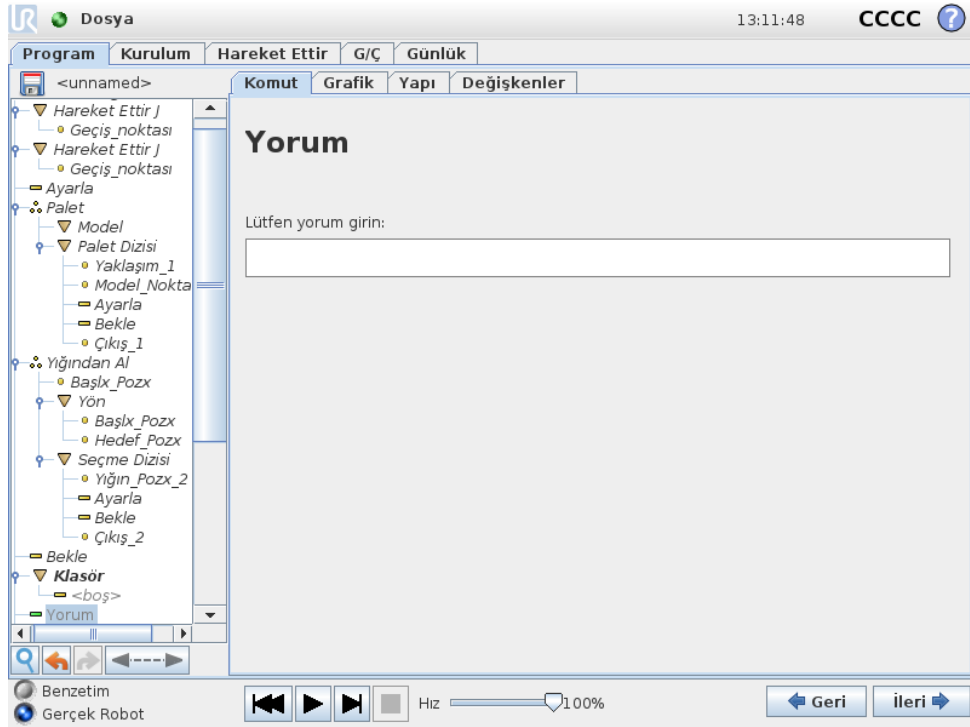 UR Dosya 13:11:48 CCCC ?
Program Kurulum Hareket Ettir G/Ç Günlük
<unnamed> Komut Grafik Yapı Değişkenler
Hareket Ettir J
Geçiş_noktası
Hareket Ettir J
Geçiş_noktası
Ayarla
Palet
Model
Palet Dizisi
Yaklaşım_1
Model_Nokta
Ayarla
Bekle
Çıkış_1
Yığından Al
Başlx_Pozx
Yön
Başlx_Pozx
Hedef_Pozx
Seçme Dizisi
Yığın_Pozx_2
Ayarla
Bekle
Çıkış_2
Bekle
Klasör
<boş>
Yorum
Yorum
Lütfen yorum girin:
Benzetim
Gerçek Robot
Hız 100%
Geri İleri